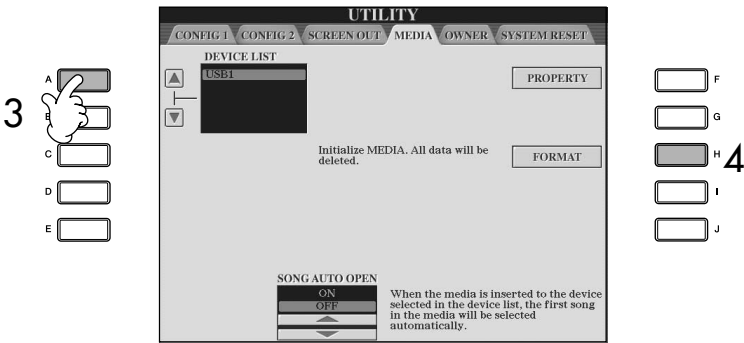 UTILITY
CONFIG 1 CONFIG 2 SCREEN OUT MEDIA OWNER SYSTEM RESET
DEVICE LIST
USB1
PROPERTY
Initialize MEDIA. All data will be
deleted.
FORMAT
SONG AUTO OPEN
ON
OFF
When the media is inserted to the device
selected in the device list, the first song
in the media will be selected
automatically.
3
A
B
C
D
E
F
G
H
I
J
4